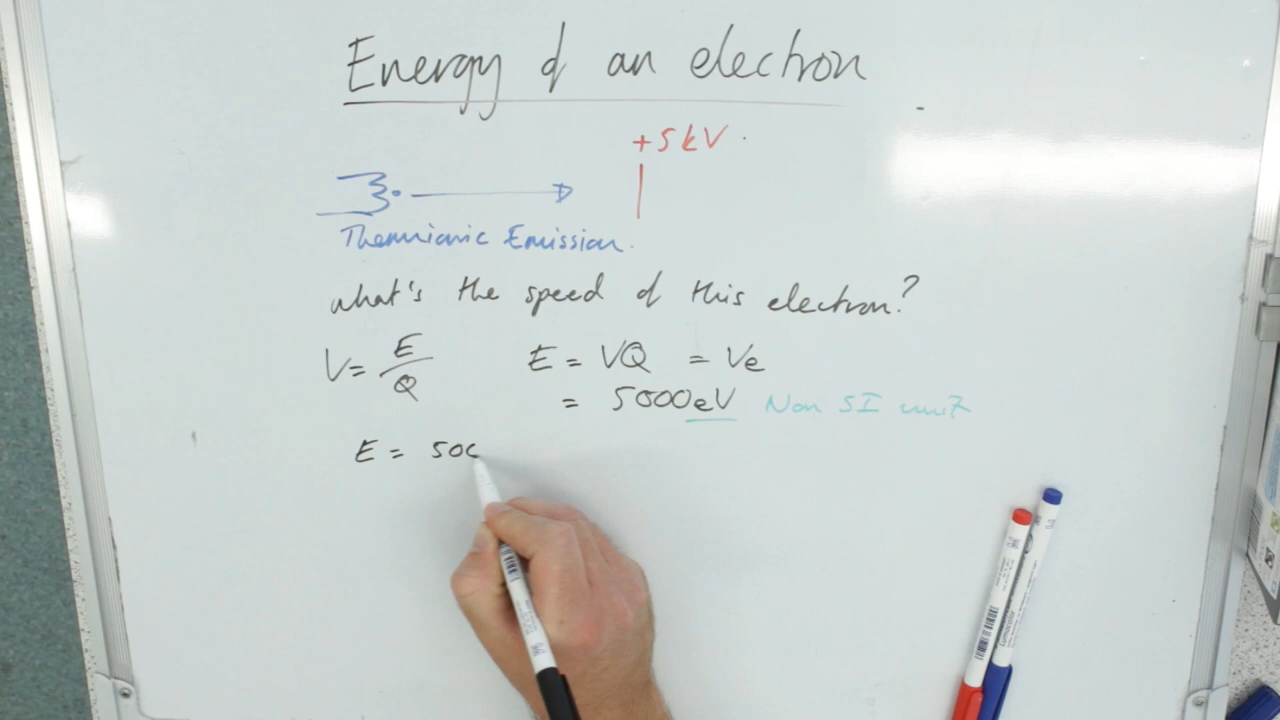 Energy of an electron
+5kV
Thermionic Emission.
what's the speed of this electron?
V = E/Q E = VQ = Ve
= 5000eV Non SI unit
E = 500